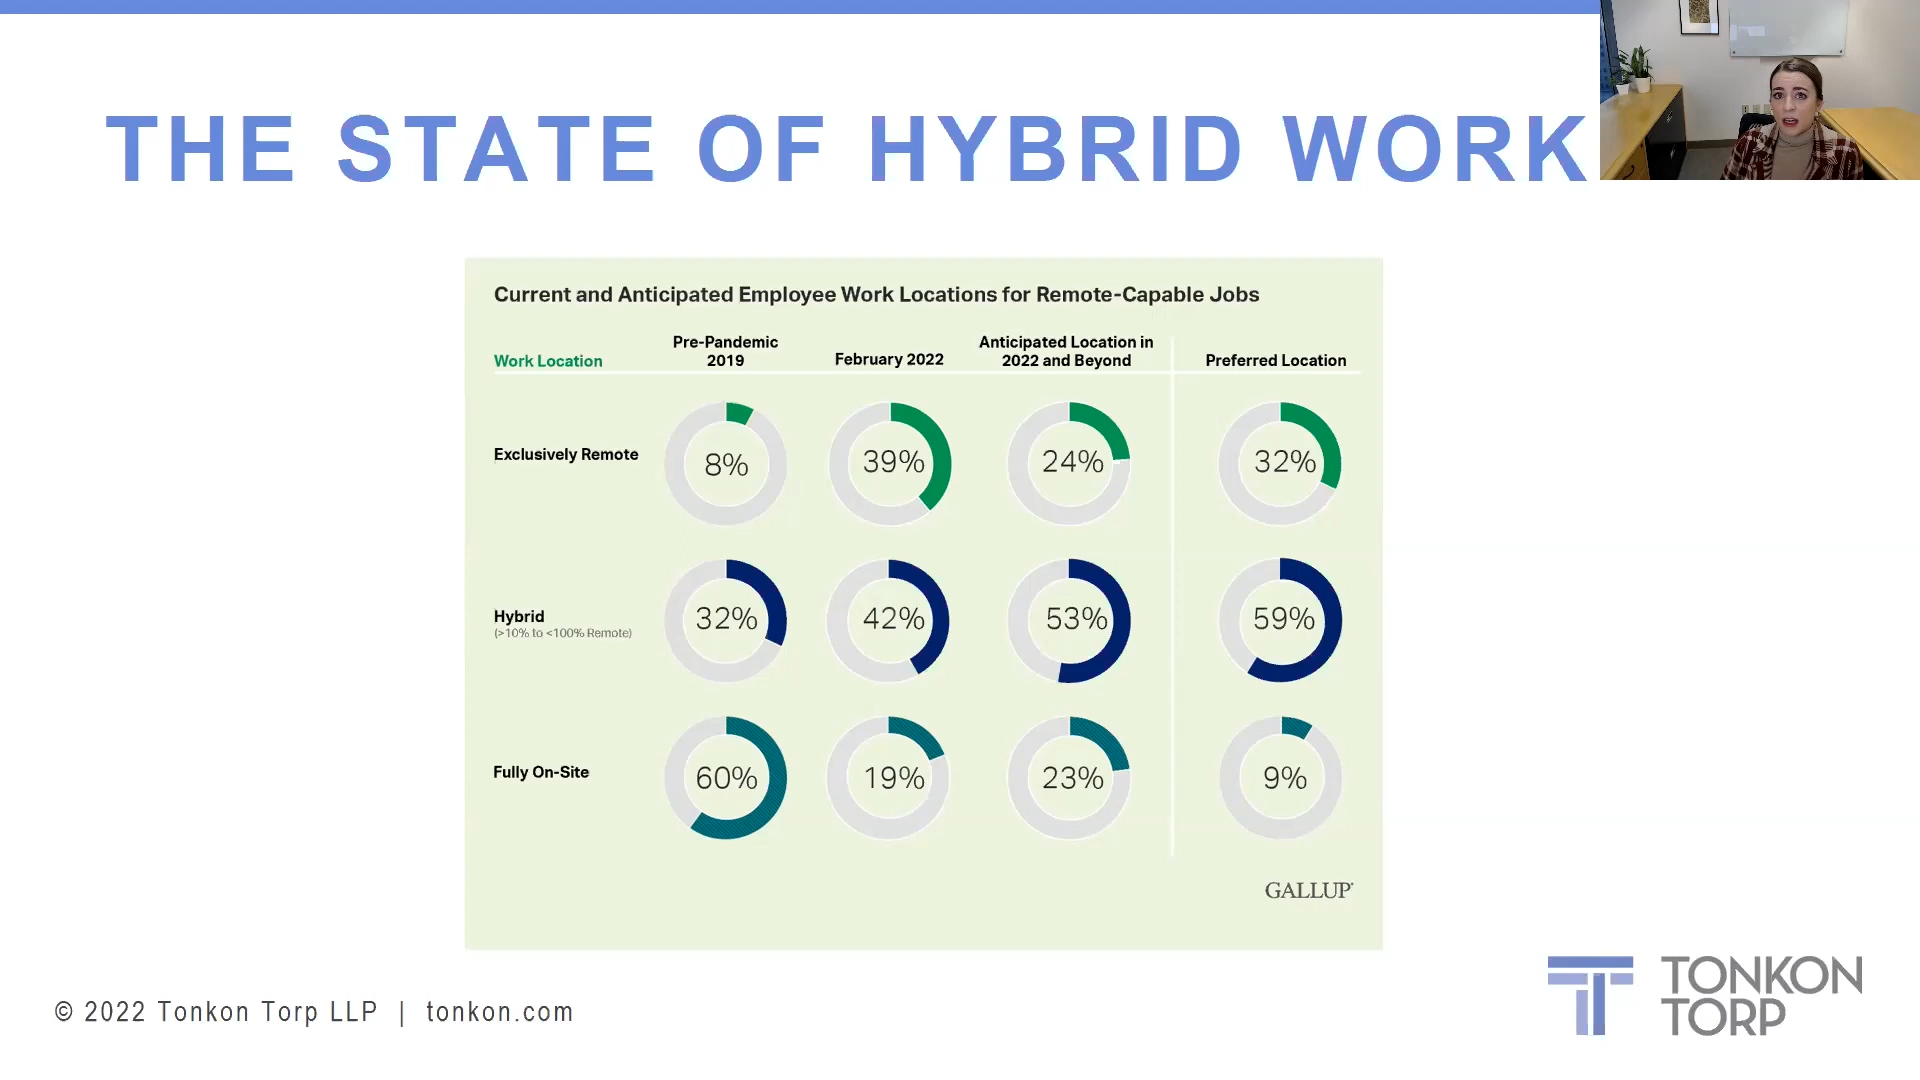 THE STATE OF HYBRID WORK
Current and Anticipated Employee Work Locations for Remote-Capable Jobs
Work Location
Pre-Pandemic
2019
February 2022
Anticipated Location in
2022 and Beyond
Preferred Location
Exclusively Remote
8%
39%
24%
32%
Hybrid
(>10% to <100% Remote)
32%
42%
53%
59%
Fully On-Site
60%
19%
23%
9%
GALLUP®
© 2022 Tonkon Torp LLP | tonkon.com
TONKON
TORP